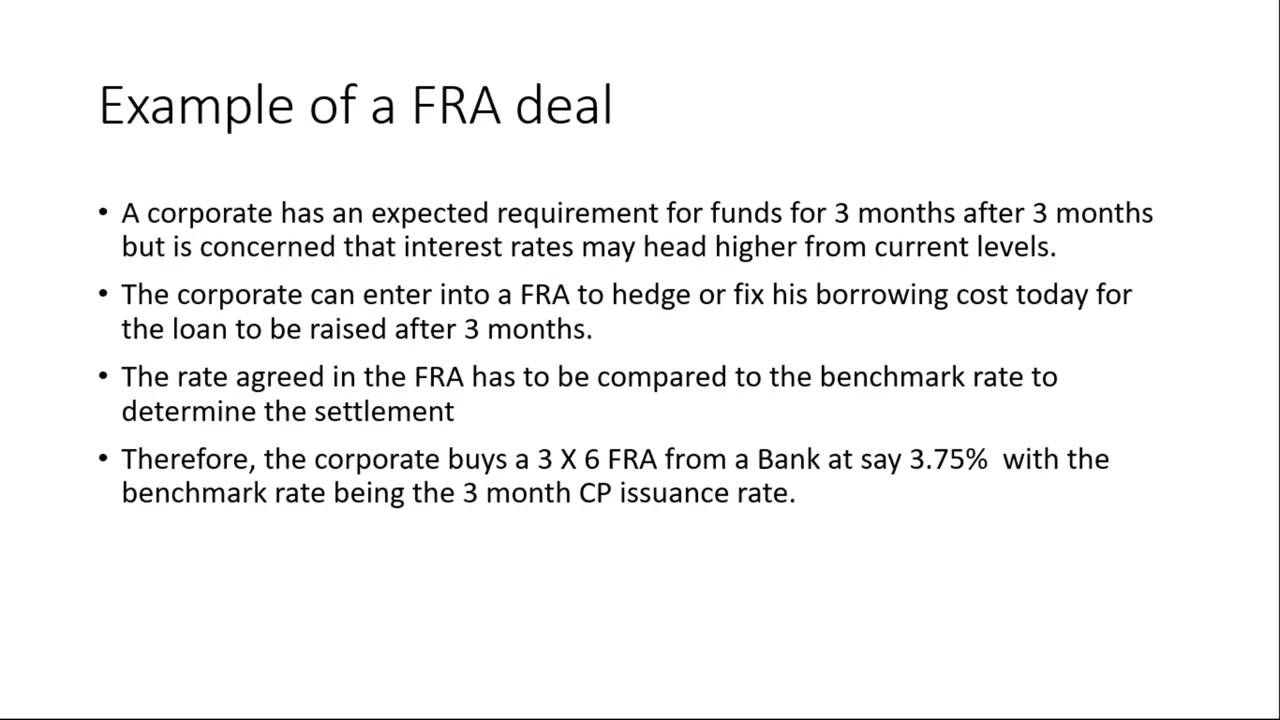 Example of a FRA deal
• A corporate has an expected requirement for funds for 3 months after 3 months
but is concerned that interest rates may head higher from current levels.
• The corporate can enter into a FRA to hedge or fix his borrowing cost today for
the loan to be raised after 3 months.
• The rate agreed in the FRA has to be compared to the benchmark rate to
determine the settlement
• Therefore, the corporate buys a 3 X 6 FRA from a Bank at say 3.75%  with the
benchmark rate being the 3 month CP issuance rate.